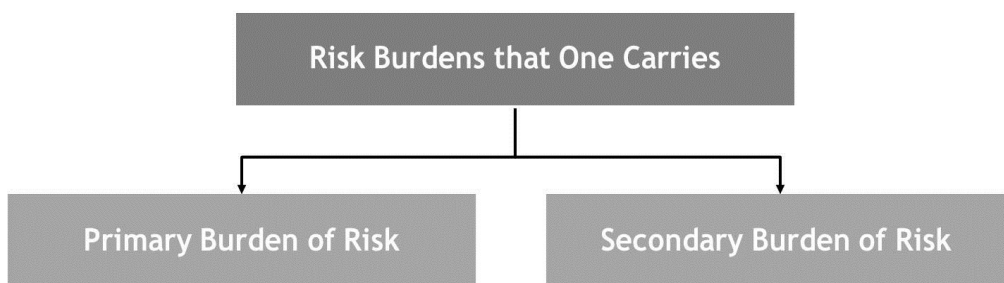 Risk Burdens that One Carries
Primary Burden of Risk
Secondary Burden of Risk